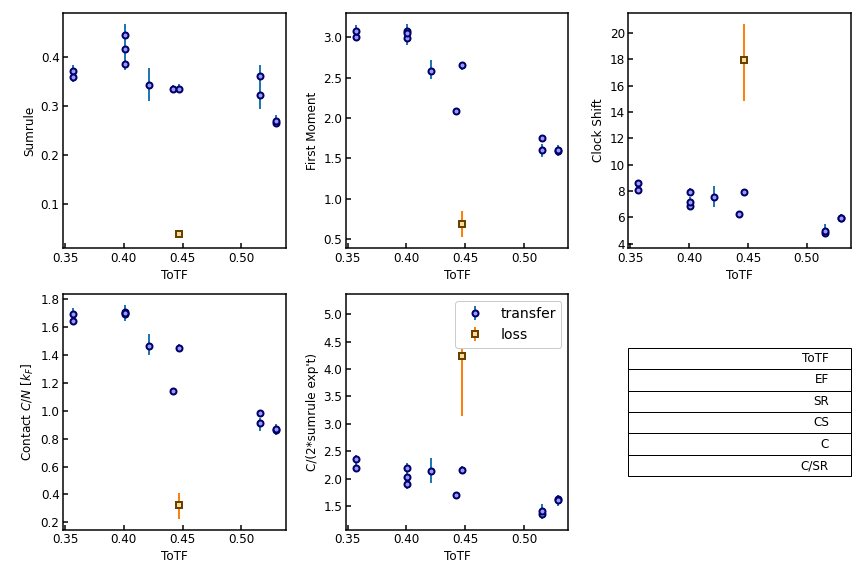 0.4
0.3
0.2
0.1
Sumrule
0.35 0.40 0.45 0.50
ToTF
3.0
2.5
2.0
1.5
1.0
0.5
First Moment
0.35 0.40 0.45 0.50
ToTF
20
18
16
14
12
10
8
6
4
Clock Shift
0.35 0.40 0.45 0.50
ToTF
1.8
1.6
1.4
1.2
1.0
0.8
0.6
0.4
0.2
Contact C/N [k_F]
0.35 0.40 0.45 0.50
ToTF
5.0
4.5
4.0
3.5
3.0
2.5
2.0
1.5
C/(2*sumrule exp't)
0.35 0.40 0.45 0.50
ToTF
transfer
loss
ToTF
EF
SR
CS
C
C/SR